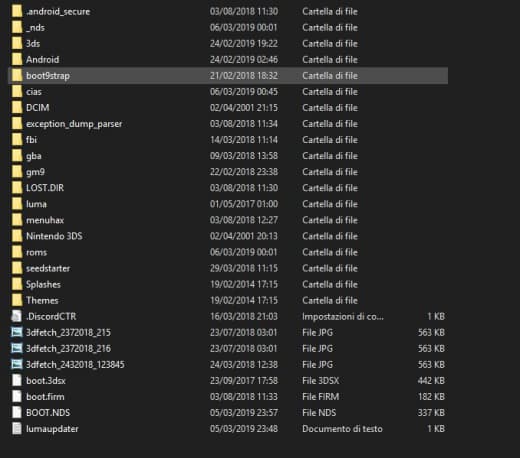 .android_secure 03/08/2018 11:30 Cartella di file
_nds 06/03/2019 00:01 Cartella di file
3ds 24/02/2019 19:22 Cartella di file
Android 24/02/2019 02:46 Cartella di file
boot9strap 21/02/2018 18:32 Cartella di file
cias 06/03/2019 00:45 Cartella di file
DCIM 02/04/2001 21:15 Cartella di file
exception_dump_parser 03/08/2018 11:34 Cartella di file
fbi 14/03/2018 11:14 Cartella di file
gba 09/03/2018 13:58 Cartella di file
gm9 22/02/2018 23:38 Cartella di file
LOST.DIR 03/08/2018 11:30 Cartella di file
luma 01/05/2017 01:00 Cartella di file
menuhax 03/08/2018 12:27 Cartella di file
Nintendo 3DS 02/04/2001 20:13 Cartella di file
roms 06/03/2019 00:01 Cartella di file
seedstarter 29/03/2018 11:15 Cartella di file
Splashes 19/02/2014 17:15 Cartella di file
Themes 19/02/2014 17:15 Cartella di file
.DiscordCTR 16/03/2018 21:03 Impostazioni di co... 1 KB
3dfetch_2372018_215 23/07/2018 03:01 File JPG 563 KB
3dfetch_2372018_216 23/07/2018 03:01 File JPG 563 KB
3dfetch_2432018_123845 24/03/2018 12:38 File JPG 563 KB
boot.3dsx 23/09/2017 17:58 File 3DSX 442 KB
boot.firm 03/08/2018 11:33 File FIRM 182 KB
BOOT.NDS 05/03/2019 23:57 File NDS 337 KB
lumaupdater 05/03/2019 23:48 Documento di testo 1 KB